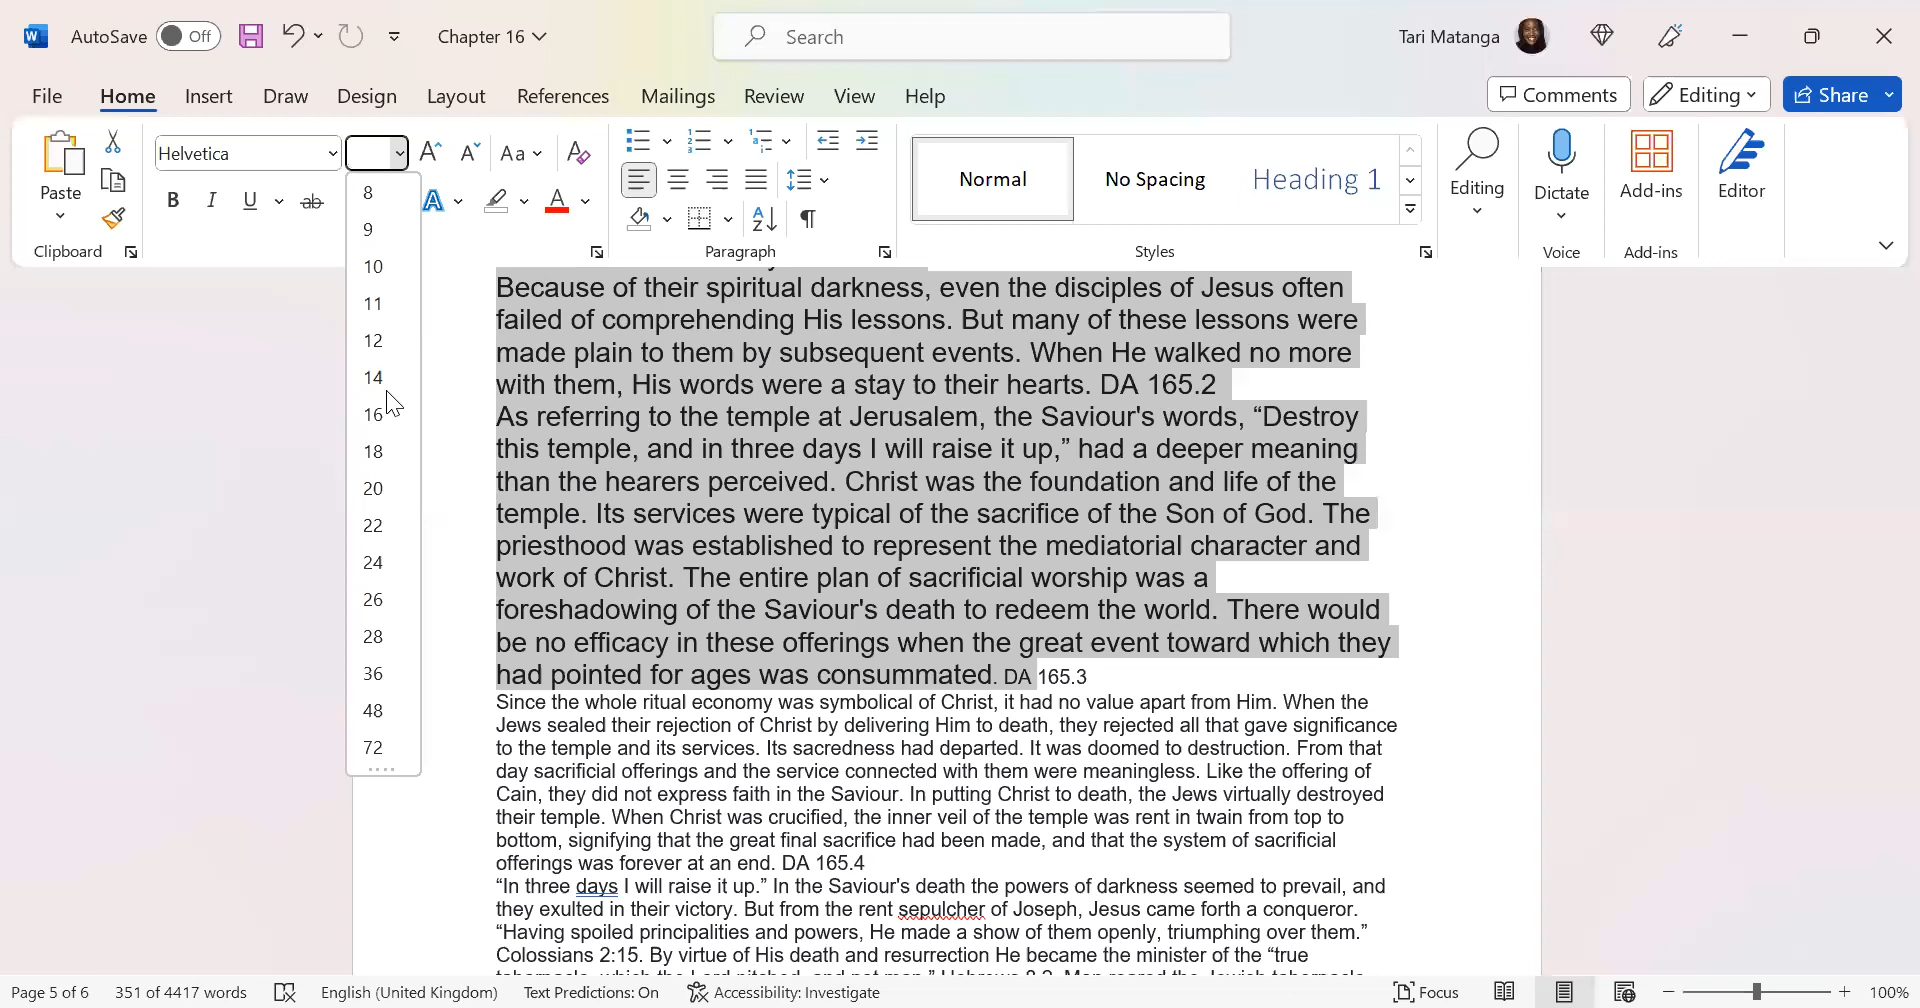 AutoSave Off Chapter 16 Search Tari Matanga
File Home Insert Draw Design Layout References Mailings Review View Help Comments Editing Share
Paste Helvetica Aa Normal No Spacing Heading 1 Editing Dictate Add-ins Editor
B I U ab A A
Clipboard Paragraph Styles Voice Add-ins
8
9
10
11
12
14
16
18
20
22
24
26
28
36
48
72
Because of their spiritual darkness, even the disciples of Jesus often
failed of comprehending His lessons. But many of these lessons were
made plain to them by subsequent events. When He walked no more
with them, His words were a stay to their hearts. DA 165.2
As referring to the temple at Jerusalem, the Saviour's words, “Destroy
this temple, and in three days I will raise it up,” had a deeper meaning
than the hearers perceived. Christ was the foundation and life of the
temple. Its services were typical of the sacrifice of the Son of God. The
priesthood was established to represent the mediatorial character and
work of Christ. The entire plan of sacrificial worship was a
foreshadowing of the Saviour's death to redeem the world. There would
be no efficacy in these offerings when the great event toward which they
had pointed for ages was consummated. DA 165.3
Since the whole ritual economy was symbolical of Christ, it had no value apart from Him. When the
Jews sealed their rejection of Christ by delivering Him to death, they rejected all that gave significance
to the temple and its services. Its sacredness had departed. It was doomed to destruction. From that
day sacrificial offerings and the service connected with them were meaningless. Like the offering of
Cain, they did not express faith in the Saviour. In putting Christ to death, the Jews virtually destroyed
their temple. When Christ was crucified, the inner veil of the temple was rent in twain from top to
bottom, signifying that the great final sacrifice had been made, and that the system of sacrificial
offerings was forever at an end. DA 165.4
“In three days I will raise it up.” In the Saviour's death the powers of darkness seemed to prevail, and
they exulted in their victory. But from the rent sepulcher of Joseph, Jesus came forth a conqueror.
“Having spoiled principalities and powers, He made a show of them openly, triumphing over them.”
Colossians 2:15. By virtue of His death and resurrection He became the minister of the “true
Page 5 of 6 351 of 4417 words English (United Kingdom) Text Predictions: On Accessibility: Investigate Focus 100%